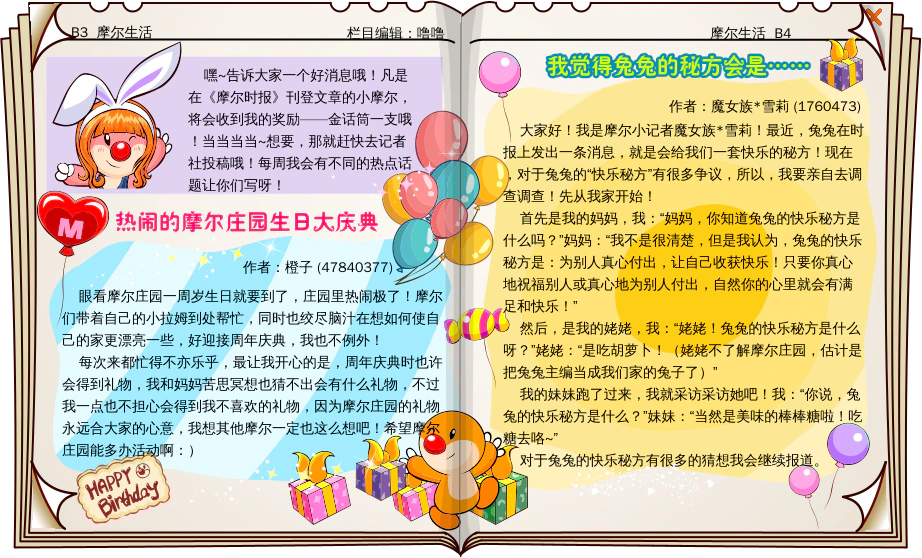 B3 摩尔生活
栏目编辑：噜噜
嘿~告诉大家一个好消息哦！凡是
在《摩尔时报》刊登文章的小摩尔，
将会收到我的奖励——金话筒一支哦
！当当当当~想要，那就赶快去记者
社投稿哦！每周我会有不同的热点话
题让你们写呀！
M
热闹的摩尔庄园生日大庆典
作者：橙子 (47840377)
眼看摩尔庄园一周岁生日就要到了，庄园里热闹极了！摩尔
们带着自己的小拉姆到处帮忙，同时也绞尽脑汁在想如何使自
己的家更漂亮一些，好迎接周年庆典，我也不例外！
每次来都忙得不亦乐乎，最让我开心的是，周年庆典时也许
会得到礼物，我和妈妈苦思冥想也猜不出会有什么礼物，不过
我一点也不担心会得到我不喜欢的礼物，因为摩尔庄园的礼物
永远合大家的心意，我想其他摩尔一定也这么想吧！希望摩尔
庄园能多办活动啊：）
HAPPY
Birthday
摩尔生活 B4
我觉得兔兔的秘方会是……
作者：魔女族*雪莉 (1760473)
大家好！我是摩尔小记者魔女族*雪莉！最近，兔兔在时
报上发出一条消息，就是会给我们一套快乐的秘方！现在
，对于兔兔的“快乐秘方”有很多争议，所以，我要亲自去调
查调查！先从我家开始！
首先是我的妈妈，我：“妈妈，你知道兔兔的快乐秘方是
什么吗？”妈妈：“我不是很清楚，但是我认为，兔兔的快乐
秘方是：为别人真心付出，让自己收获快乐！只要你真心
地祝福别人或真心地为别人付出，自然你的心里就会有满
足和快乐！”
然后，是我的姥姥，我：“姥姥！兔兔的快乐秘方是什么
呀？”姥姥：“是吃胡萝卜！（姥姥不了解摩尔庄园，估计是
把兔兔主编当成我们家的兔子了）”
我的妹妹跑了过来，我就采访采访她吧！我：“你说，兔
兔的快乐秘方是什么？”妹妹：“当然是美味的棒棒糖啦！吃
糖去咯~”
对于兔兔的快乐秘方有很多的猜想我会继续报道。